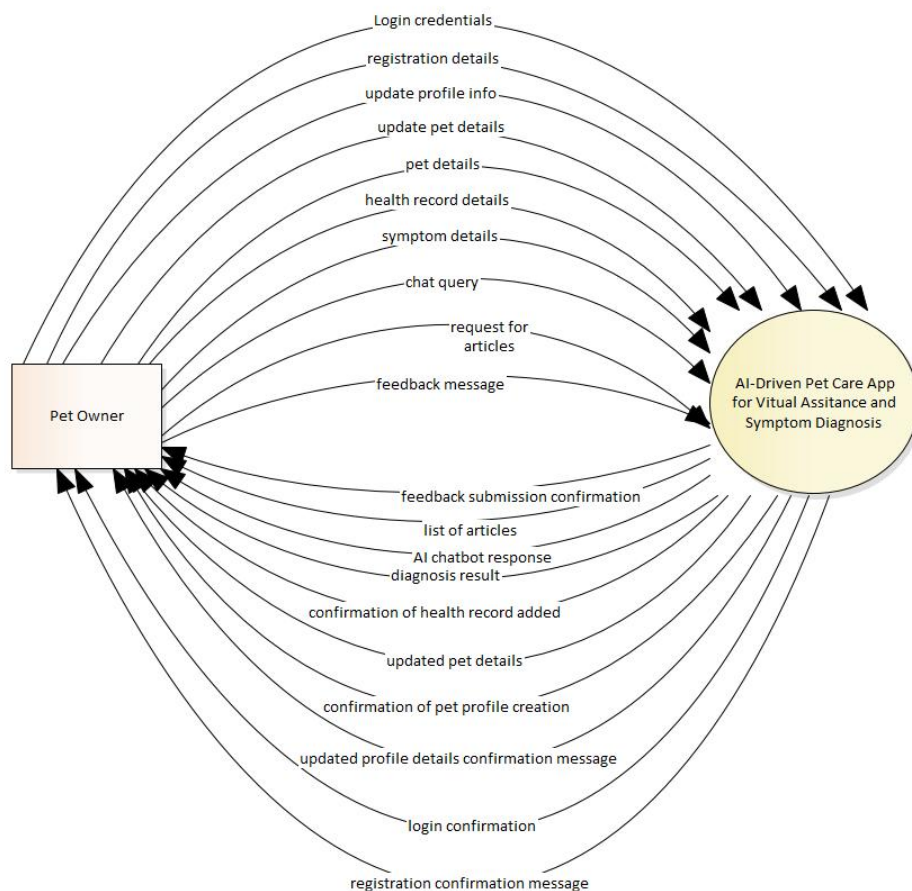 Login credentials
registration details
update profile info
update pet details
pet details
health record details
symptom details
chat query
request for
articles
feedback message
Pet Owner
AI-Driven Pet Care App
for Vitual Assitance and
Symptom Diagnosis
feedback submission confirmation
list of articles
AI chatbot response
diagnosis result
confirmation of health record added
updated pet details
confirmation of pet profile creation
updated profile details confirmation message
login confirmation
registration confirmation message